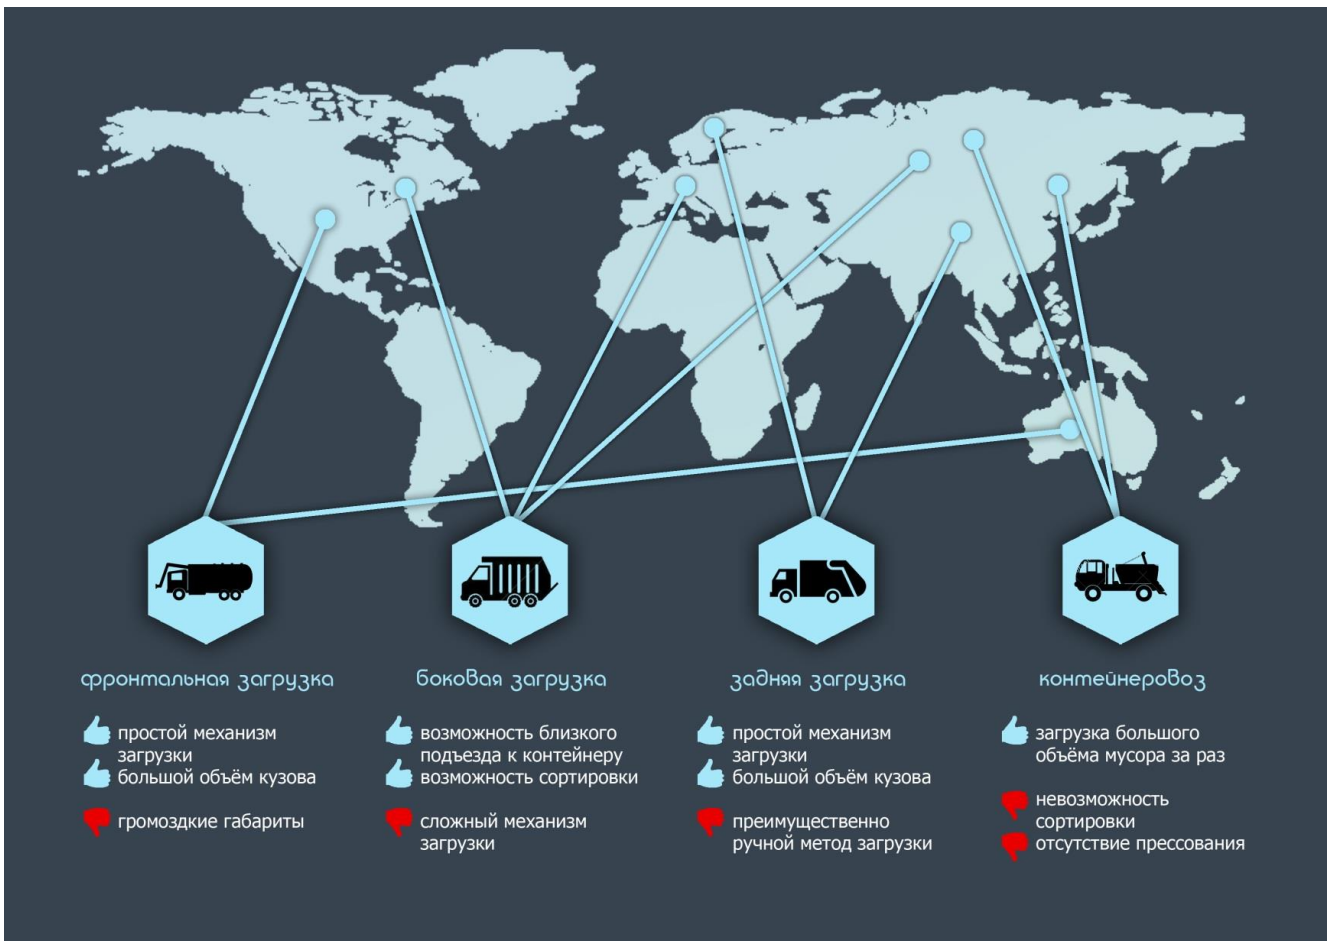 фронтальная загрузка
простой механизм
загрузки
большой объём кузова
громоздкие габариты
боковая загрузка
возможность близкого
подъезда к контейнеру
возможность сортировки
сложный механизм
загрузки
задняя загрузка
простой механизм
загрузки
большой объём кузова
преимущественно
ручной метод загрузки
контейнеровоз
загрузка большого
объёма мусора за раз
невозможность
сортировки
отсутствие прессования